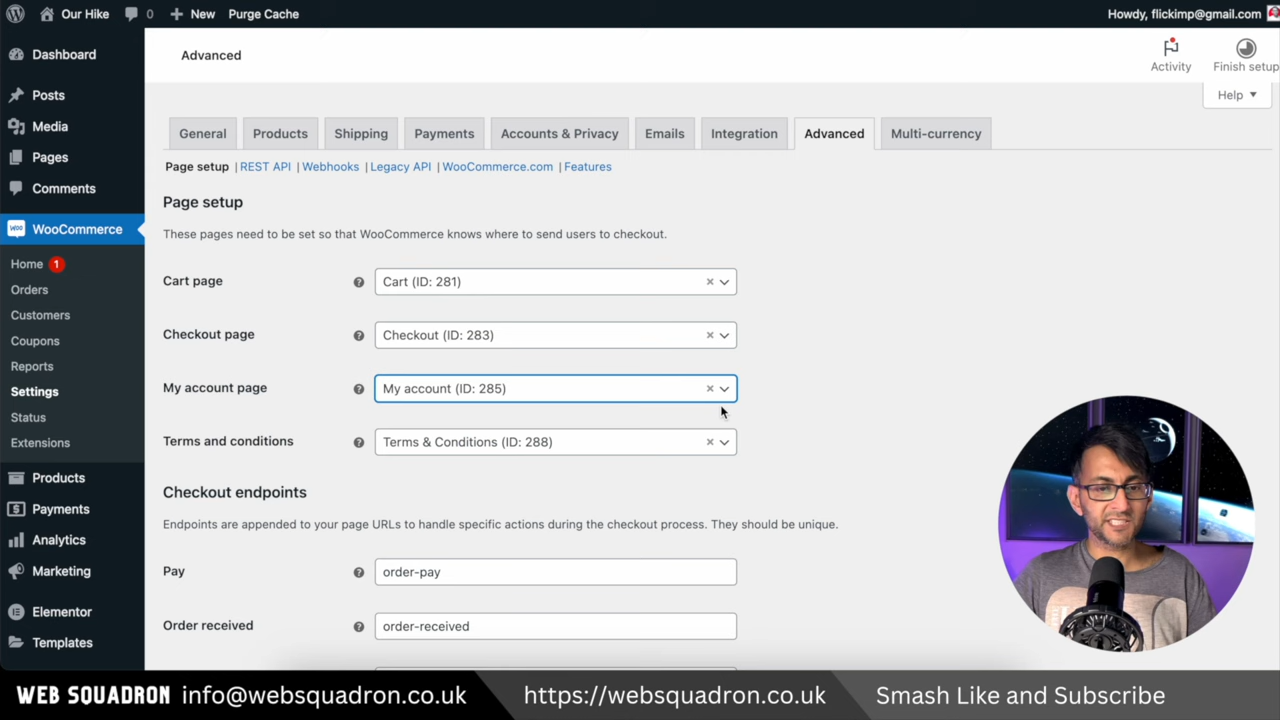 Our Hike
0
New
Purge Cache
Howdy, flickimp@gmail.com
Dashboard
Posts
Media
Pages
Comments
WooCommerce
Home 1
Orders
Customers
Coupons
Reports
Settings
Status
Extensions
Products
Payments
Analytics
Marketing
Elementor
Templates
Advanced
Activity
Finish setup
Help
General
Products
Shipping
Payments
Accounts & Privacy
Emails
Integration
Advanced
Multi-currency
Page setup | REST API | Webhooks | Legacy API | WooCommerce.com | Features
Page setup
These pages need to be set so that WooCommerce knows where to send users to checkout.
Cart page
Cart (ID: 281)
Checkout page
Checkout (ID: 283)
My account page
My account (ID: 285)
Terms and conditions
Terms & Conditions (ID: 288)
Checkout endpoints
Endpoints are appended to your page URLs to handle specific actions during the checkout process. They should be unique.
Pay
order-pay
Order received
order-received
WEB SQUADRON info@websquadron.co.uk
https://websquadron.co.uk
Smash Like and Subscribe